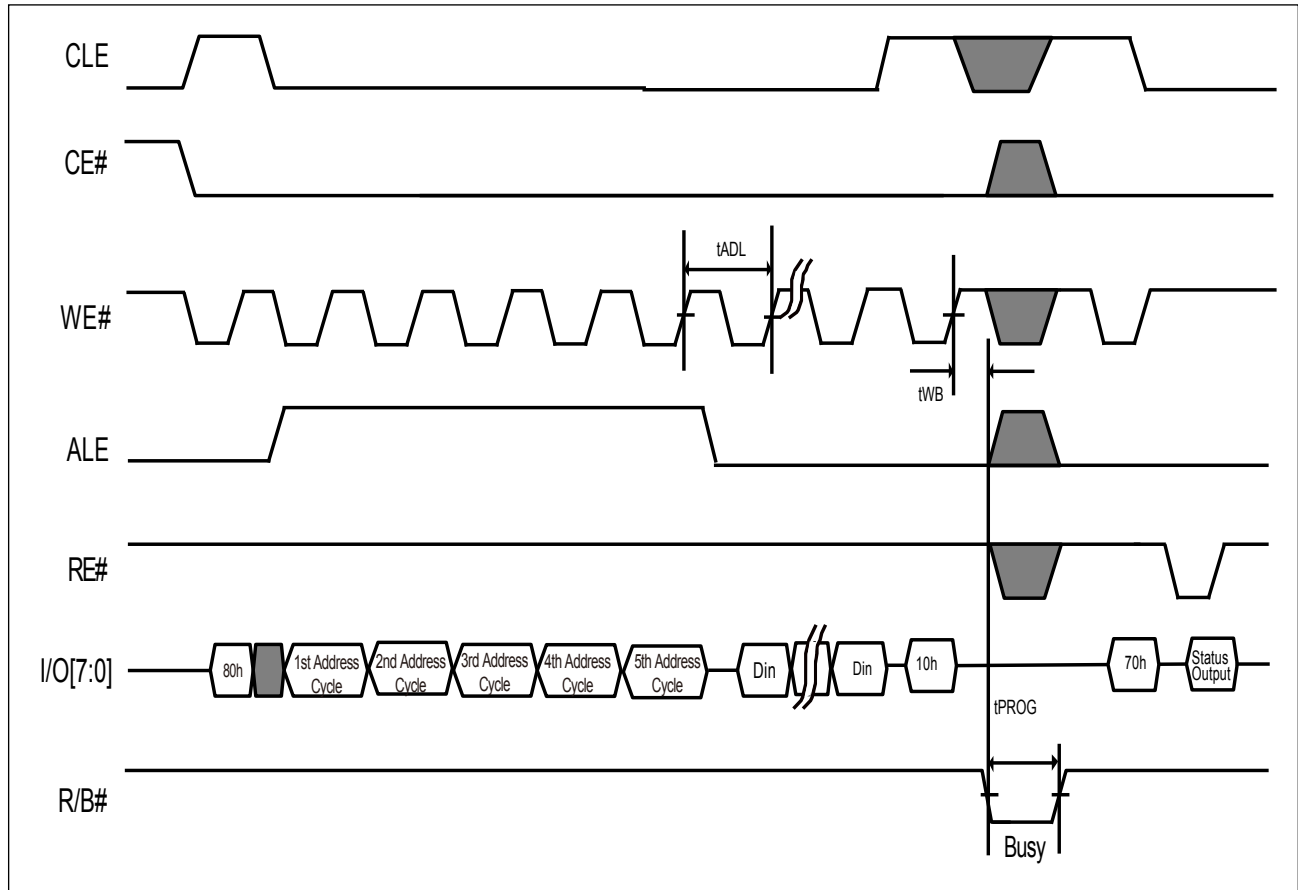 CLE
CE#
tADL
WE#
tWB
ALE
RE#
I/O[7:0]
80h
1st Address
Cycle
2nd Address
Cycle
3rd Address
Cycle
4th Address
Cycle
5th Address
Cycle
Din
Din
10h
70h
Status
Output
tPROG
R/B#
Busy